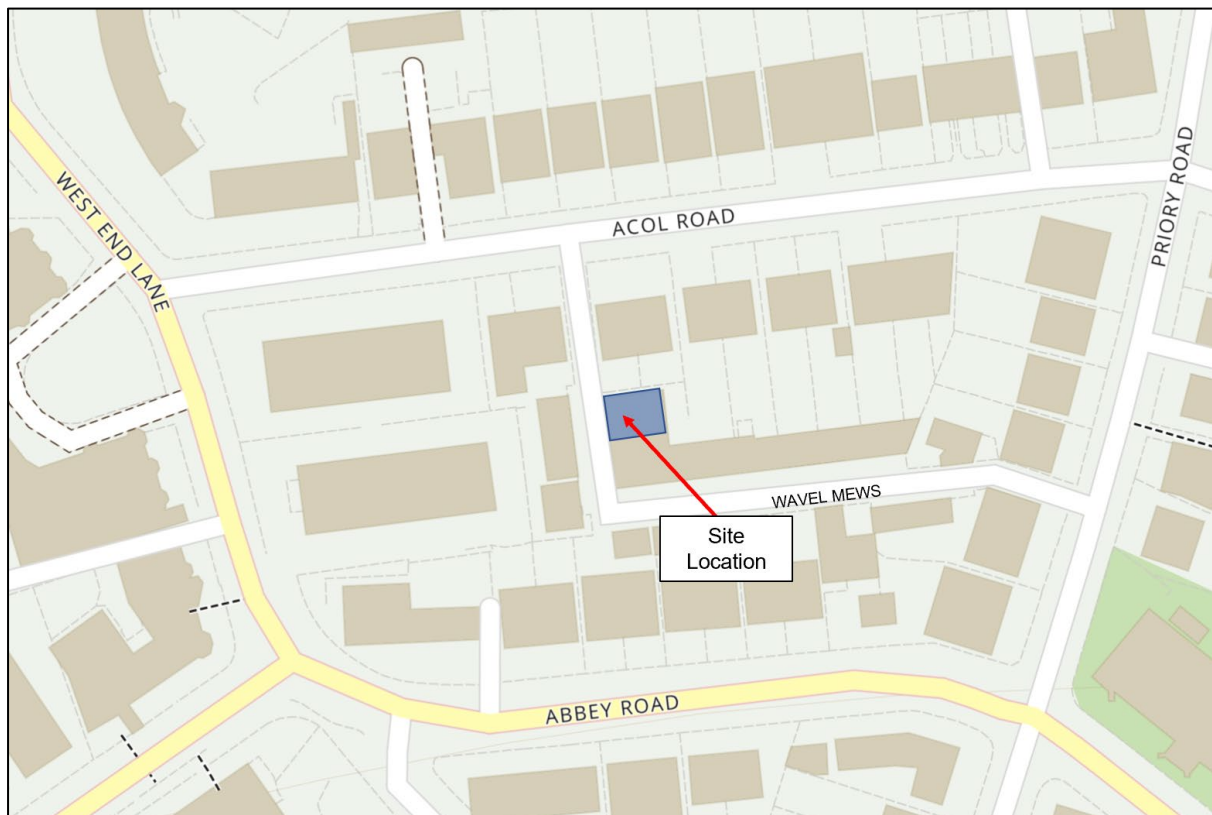 WEST END LANE
ACOL ROAD
PRIORY ROAD
WAVEL MEWS
Site
Location
ABBEY ROAD